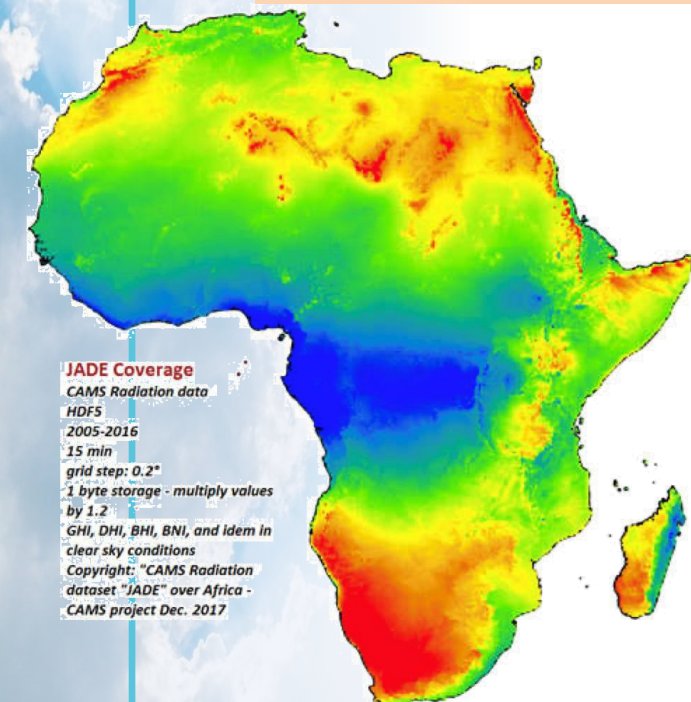 JADE Coverage
CAMS Radiation data
HDF5
2005-2016
15 min
grid step: 0.2°
1 byte storage - multiply values
by 1.2
GHI, DHI, BHI, BNI, and idem in
clear sky conditions
Copyright: "CAMS Radiation
dataset "JADE" over Africa -
CAMS project Dec. 2017